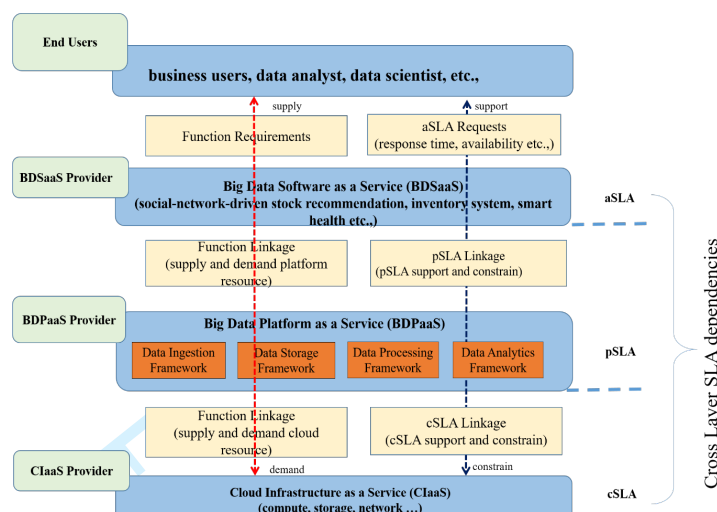 End Users
business users, data analyst, data scientist, etc.,
supply
support
Function Requirements
aSLA Requests
(response time, availability etc.,)
BDSaaS Provider
Big Data Software as a Service (BDSaaS)
(social-network-driven stock recommendation, inventory system, smart
health etc.,)
aSLA
Function Linkage
(supply and demand platform
resource)
pSLA Linkage
(pSLA support and constrain)
BDPaaS Provider
Big Data Platform as a Service (BDPaaS)
Data Ingestion
Framework
Data Storage
Framework
Data Processing
Framework
Data Analytics
Framework
pSLA
Function Linkage
(supply and demand cloud
resource)
cSLA Linkage
(cSLA support and constrain)
demand
constrain
CIaaS Provider
Cloud Infrastructure as a Service (CIaaS)
(compute, storage, network ...)
cSLA
Cross Layer SLA dependencies